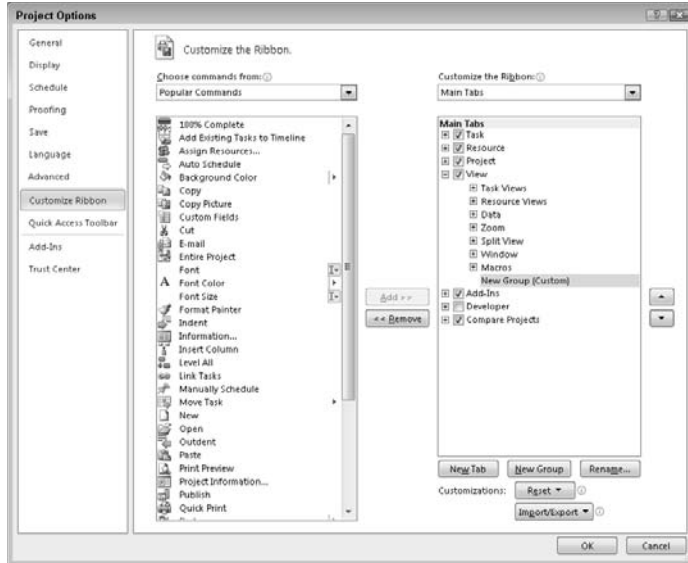 Project Options
General
Display
Schedule
Proofing
Save
Language
Advanced
Customize Ribbon
Quick Access Toolbar
Add-Ins
Trust Center
Customize the Ribbon.
Choose commands from:
Popular Commands
100% Complete
Add Existing Tasks to Timeline
Assign Resources...
Auto Schedule
Background Color
Copy
Copy Picture
Custom Fields
Cut
E-mail
Entire Project
Font
Font Color
Font Size
Format Painter
Indent
Information...
Insert Column
Level All
Link Tasks
Manually Schedule
Move Task
New
Open
Outdent
Paste
Print Preview
Project Information...
Publish
Quick Print
Add >>
<< Remove
Customize the Ribbon:
Main Tabs
Main Tabs
Task
Resource
Project
View
Task Views
Resource Views
Data
Zoom
Split View
Window
Macros
New Group (Custom)
Add-Ins
Developer
Compare Projects
New Tab
New Group
Rename...
Customizations:
Reset
Import/Export
OK
Cancel